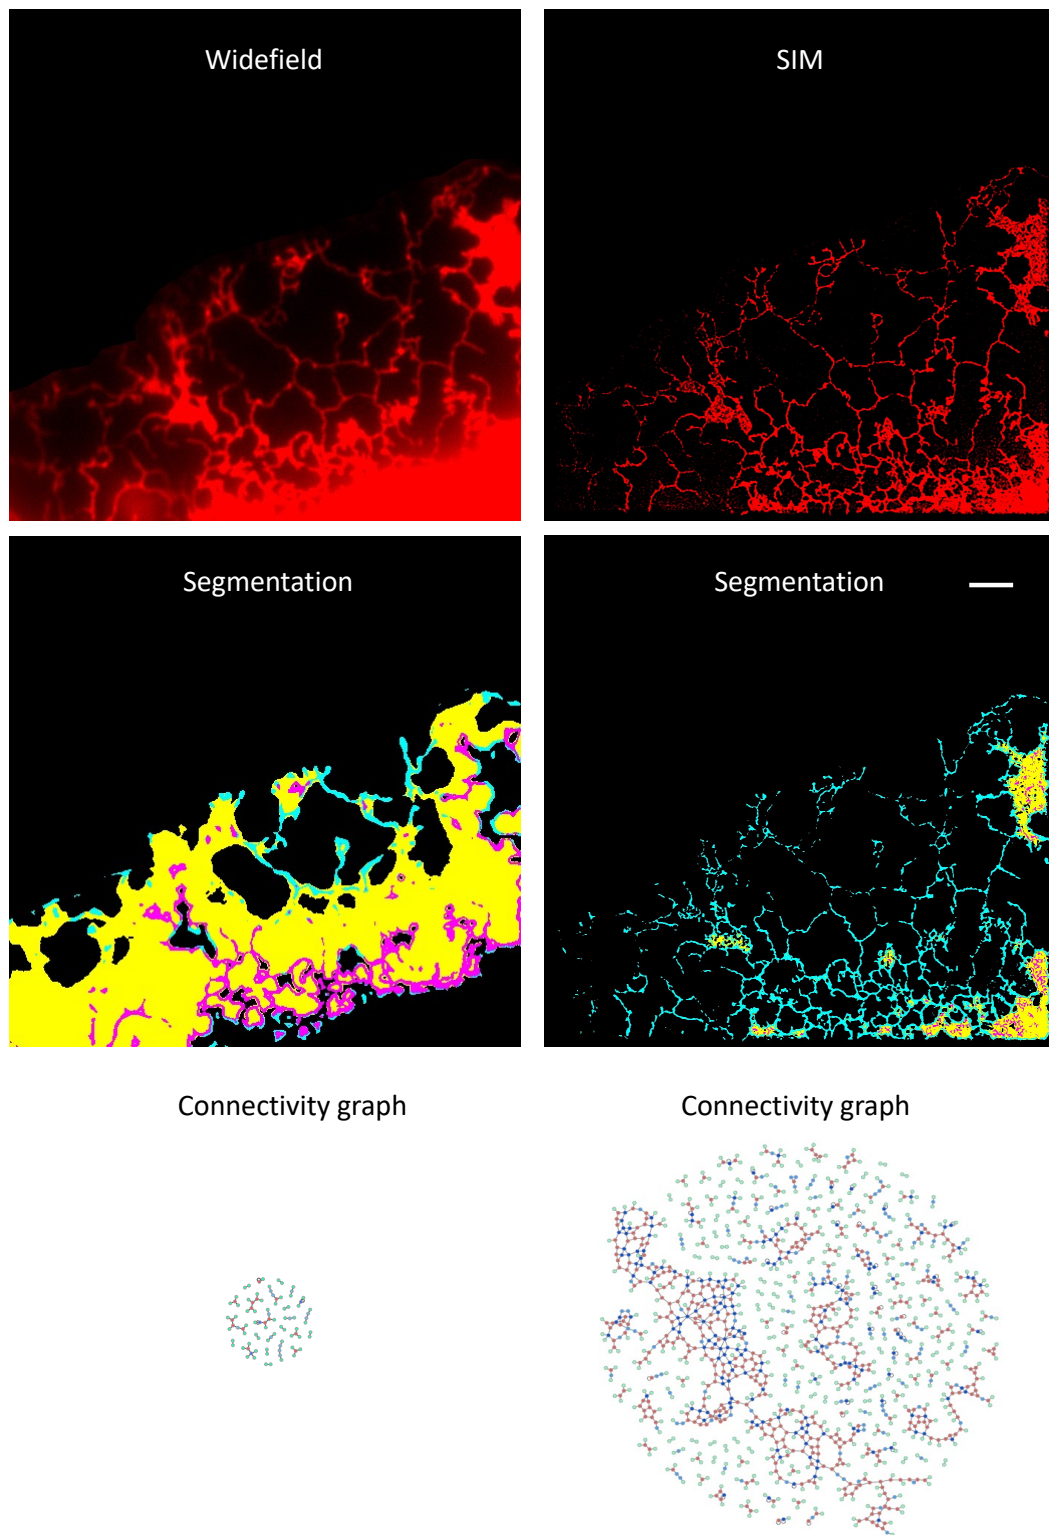 Widefield
SIM
Segmentation
Segmentation
Connectivity graph
Connectivity graph